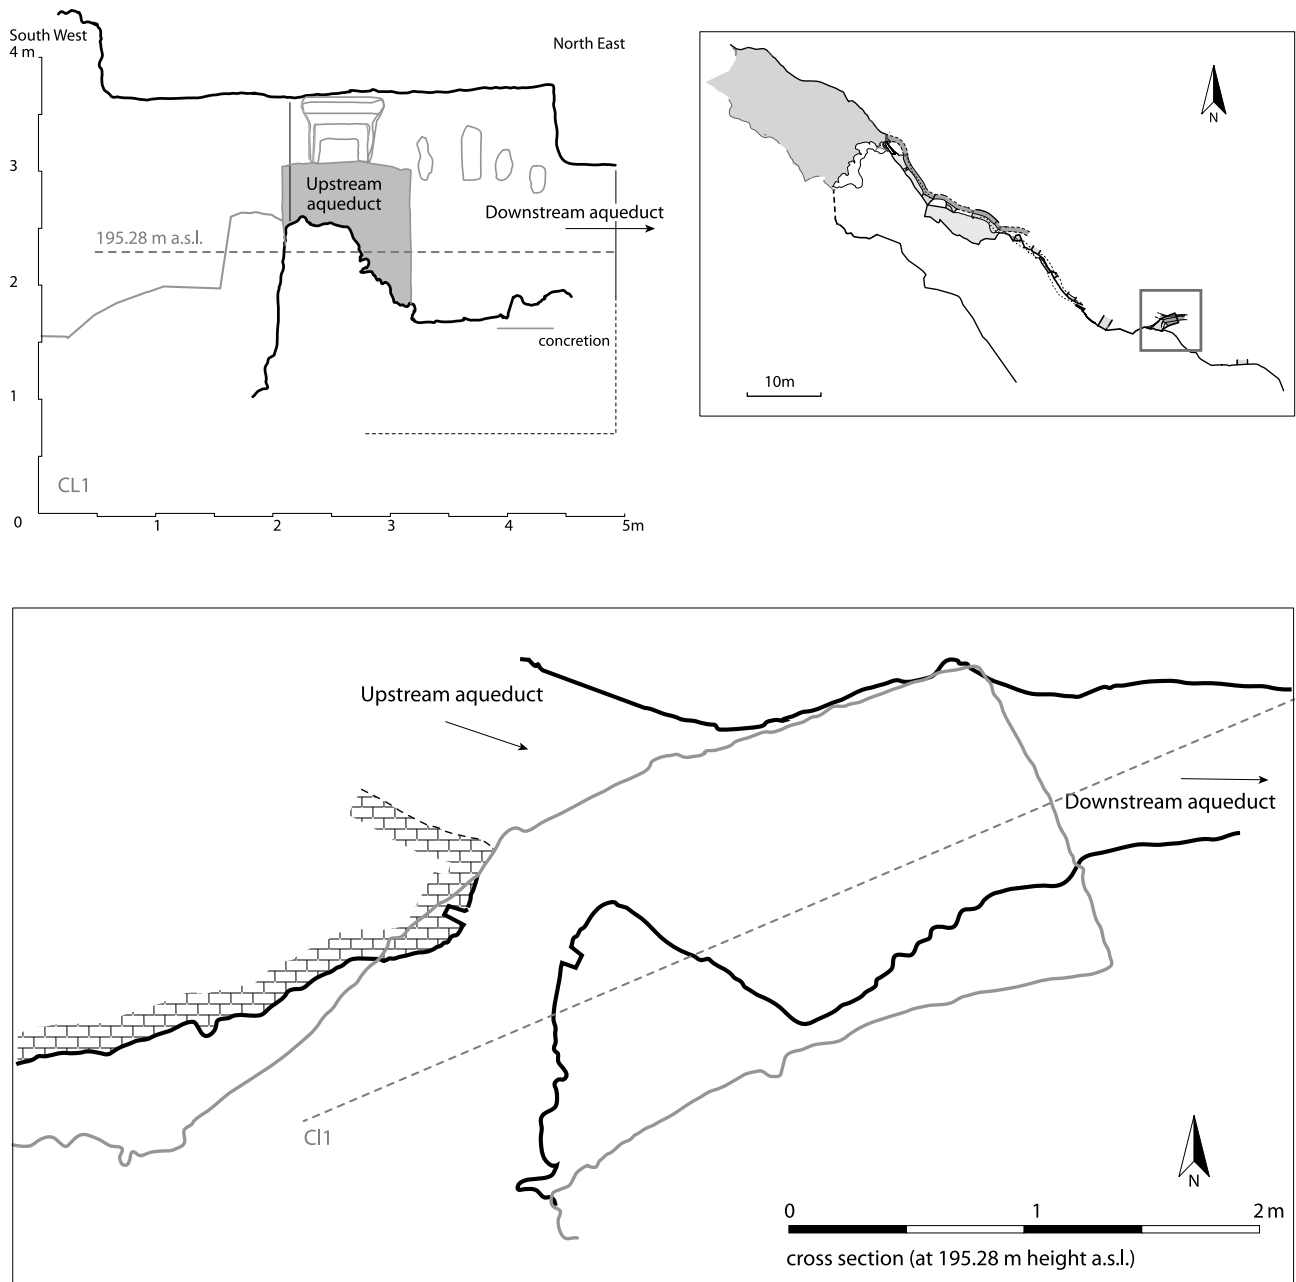 South West
North East
4 m
3
2
1
0
Upstream
aqueduct
Downstream aqueduct
195.28 m a.s.l.
concretion
CL1
1
2
3
4
5m
N
10m
Upstream aqueduct
Downstream aqueduct
Cl1
N
0
1
2 m
cross section (at 195.28 m height a.s.l.)